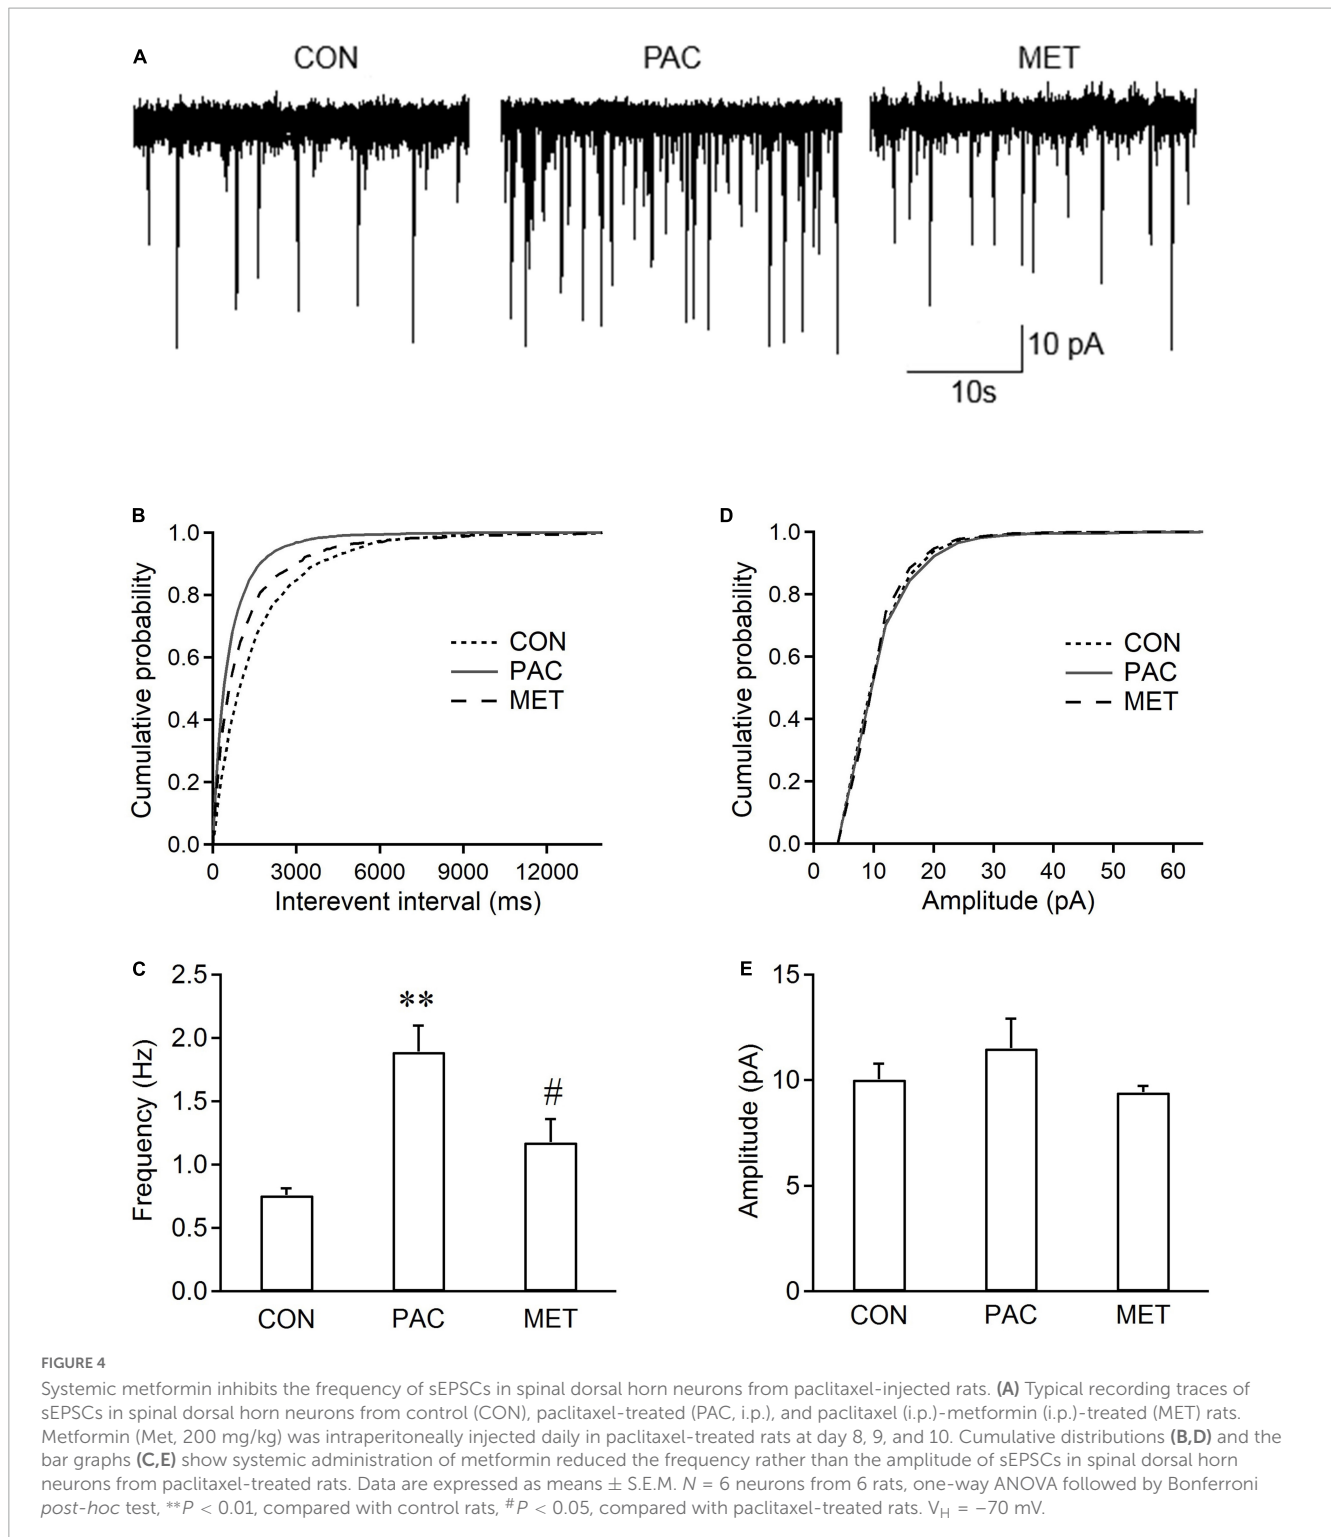 A
CON PAC MET
10 pA
10s
B
1.0
0.8
0.6
0.4
0.2
0.0
Cumulative probability
CON
PAC
MET
0 3000 6000 9000 12000
Interevent interval (ms)
D
1.0
0.8
0.6
0.4
0.2
0.0
Cumulative probability
CON
PAC
MET
0 10 20 30 40 50 60
Amplitude (pA)
C
2.5
2.0
1.5
1.0
0.5
0.0
Frequency (Hz)
**
#
CON PAC MET
E
15
10
5
0
Amplitude (pA)
CON PAC MET
FIGURE 4
Systemic metformin inhibits the frequency of sEPSCs in spinal dorsal horn neurons from paclitaxel-injected rats. (A) Typical recording traces of
sEPSCs in spinal dorsal horn neurons from control (CON), paclitaxel-treated (PAC, i.p.), and paclitaxel (i.p.)-metformin (i.p.)-treated (MET) rats.
Metformin (Met, 200 mg/kg) was intraperitoneally injected daily in paclitaxel-treated rats at day 8, 9, and 10. Cumulative distributions (B,D) and the
bar graphs (C,E) show systemic administration of metformin reduced the frequency rather than the amplitude of sEPSCs in spinal dorsal horn
neurons from paclitaxel-treated rats. Data are expressed as means ± S.E.M. N = 6 neurons from 6 rats, one-way ANOVA followed by Bonferroni
post-hoc test, **P < 0.01, compared with control rats, #P < 0.05, compared with paclitaxel-treated rats. VH = −70 mV.